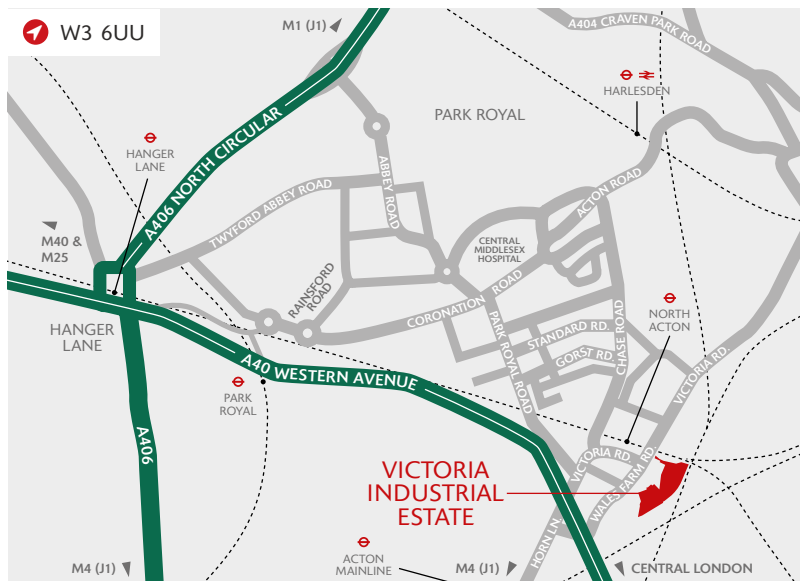 W3 6UU
M1 (J1)
A404 CRAVEN PARK ROAD
HARLESDEN
PARK ROYAL
HANGER
LANE
A406 NORTH CIRCULAR
ABBEY ROAD
TWYFORD ABBEY ROAD
ACTON ROAD
M40 &
M25
CENTRAL
MIDDLESEX
HOSPITAL
RAINSFORD
ROAD
CORONATION ROAD
NORTH
ACTON
HANGER
LANE
STANDARD RD.
CHASE ROAD
GORST RD.
VICTORIA RD.
PARK ROYAL ROAD
A40 WESTERN AVENUE
PARK
ROYAL
A406
VICTORIA RD
WALES FARM RD.
VICTORIA
INDUSTRIAL
ESTATE
HORN LN.
ACTON
MAINLINE
M4 (J1)
M4 (J1)
CENTRAL LONDON